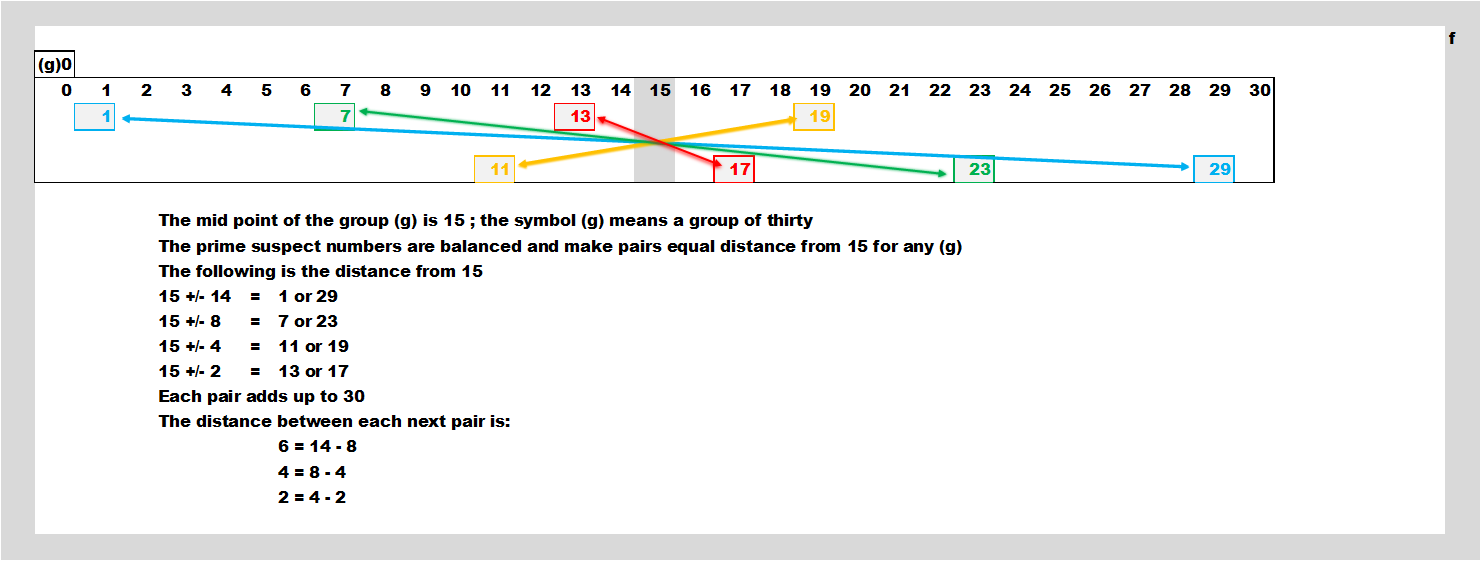 f
(g)0
0 1 2 3 4 5 6 7 8 9 10 11 12 13 14 15 16 17 18 19 20 21 22 23 24 25 26 27 28 29 30
1 7 13 19
11 17 23 29
The mid point of the group (g) is 15 ; the symbol (g) means a group of thirty
The prime suspect numbers are balanced and make pairs equal distance from 15 for any (g)
The following is the distance from 15
15 +/- 14 = 1 or 29
15 +/- 8 = 7 or 23
15 +/- 4 = 11 or 19
15 +/- 2 = 13 or 17
Each pair adds up to 30
The distance between each next pair is:
6 = 14 - 8
4 = 8 - 4
2 = 4 - 2